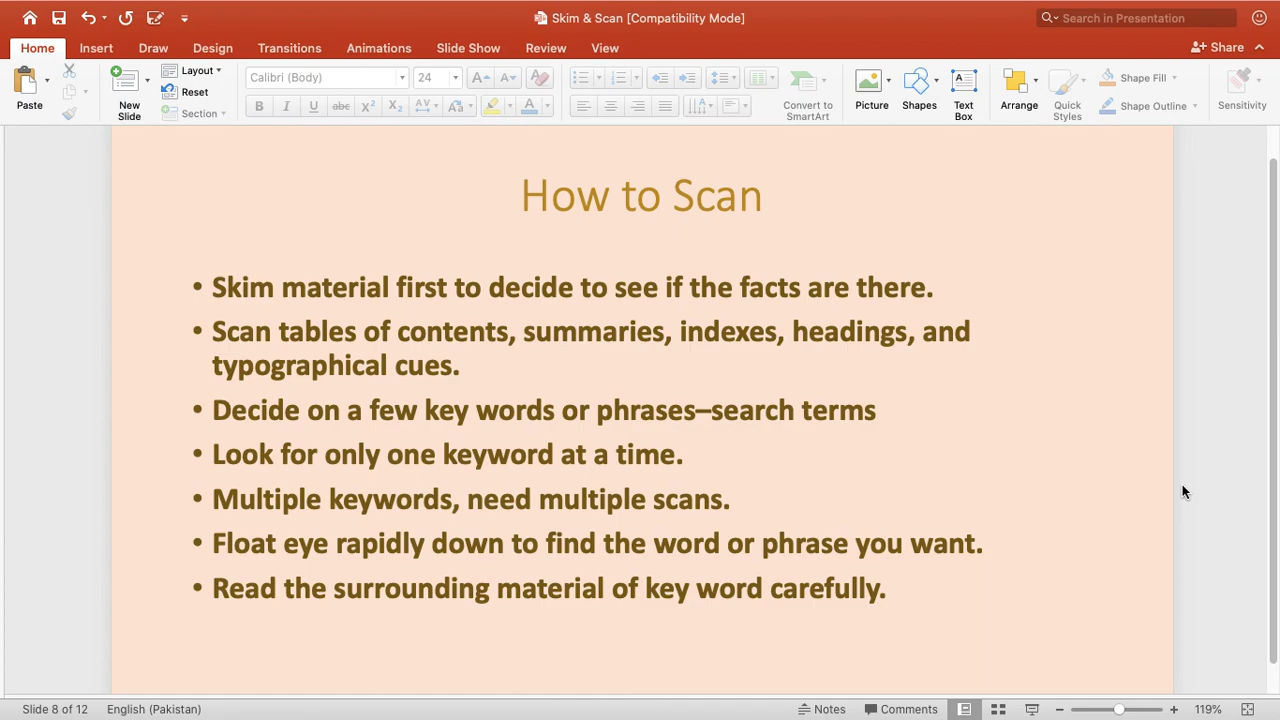 Skim & Scan [Compatibility Mode]
Search in Presentation
Home Insert Draw Design Transitions Animations Slide Show Review View
Share
Paste
New
Slide
Layout
Reset
Section
Calibri (Body) 24
Convert to
SmartArt
Picture
Shapes
Text
Box
Arrange
Quick
Styles
Shape Fill
Shape Outline
Sensitivity
How to Scan
• Skim material first to decide to see if the facts are there.
• Scan tables of contents, summaries, indexes, headings, and
typographical cues.
• Decide on a few key words or phrases–search terms
• Look for only one keyword at a time.
• Multiple keywords, need multiple scans.
• Float eye rapidly down to find the word or phrase you want.
• Read the surrounding material of key word carefully.
Slide 8 of 12 English (Pakistan) Notes Comments 119%